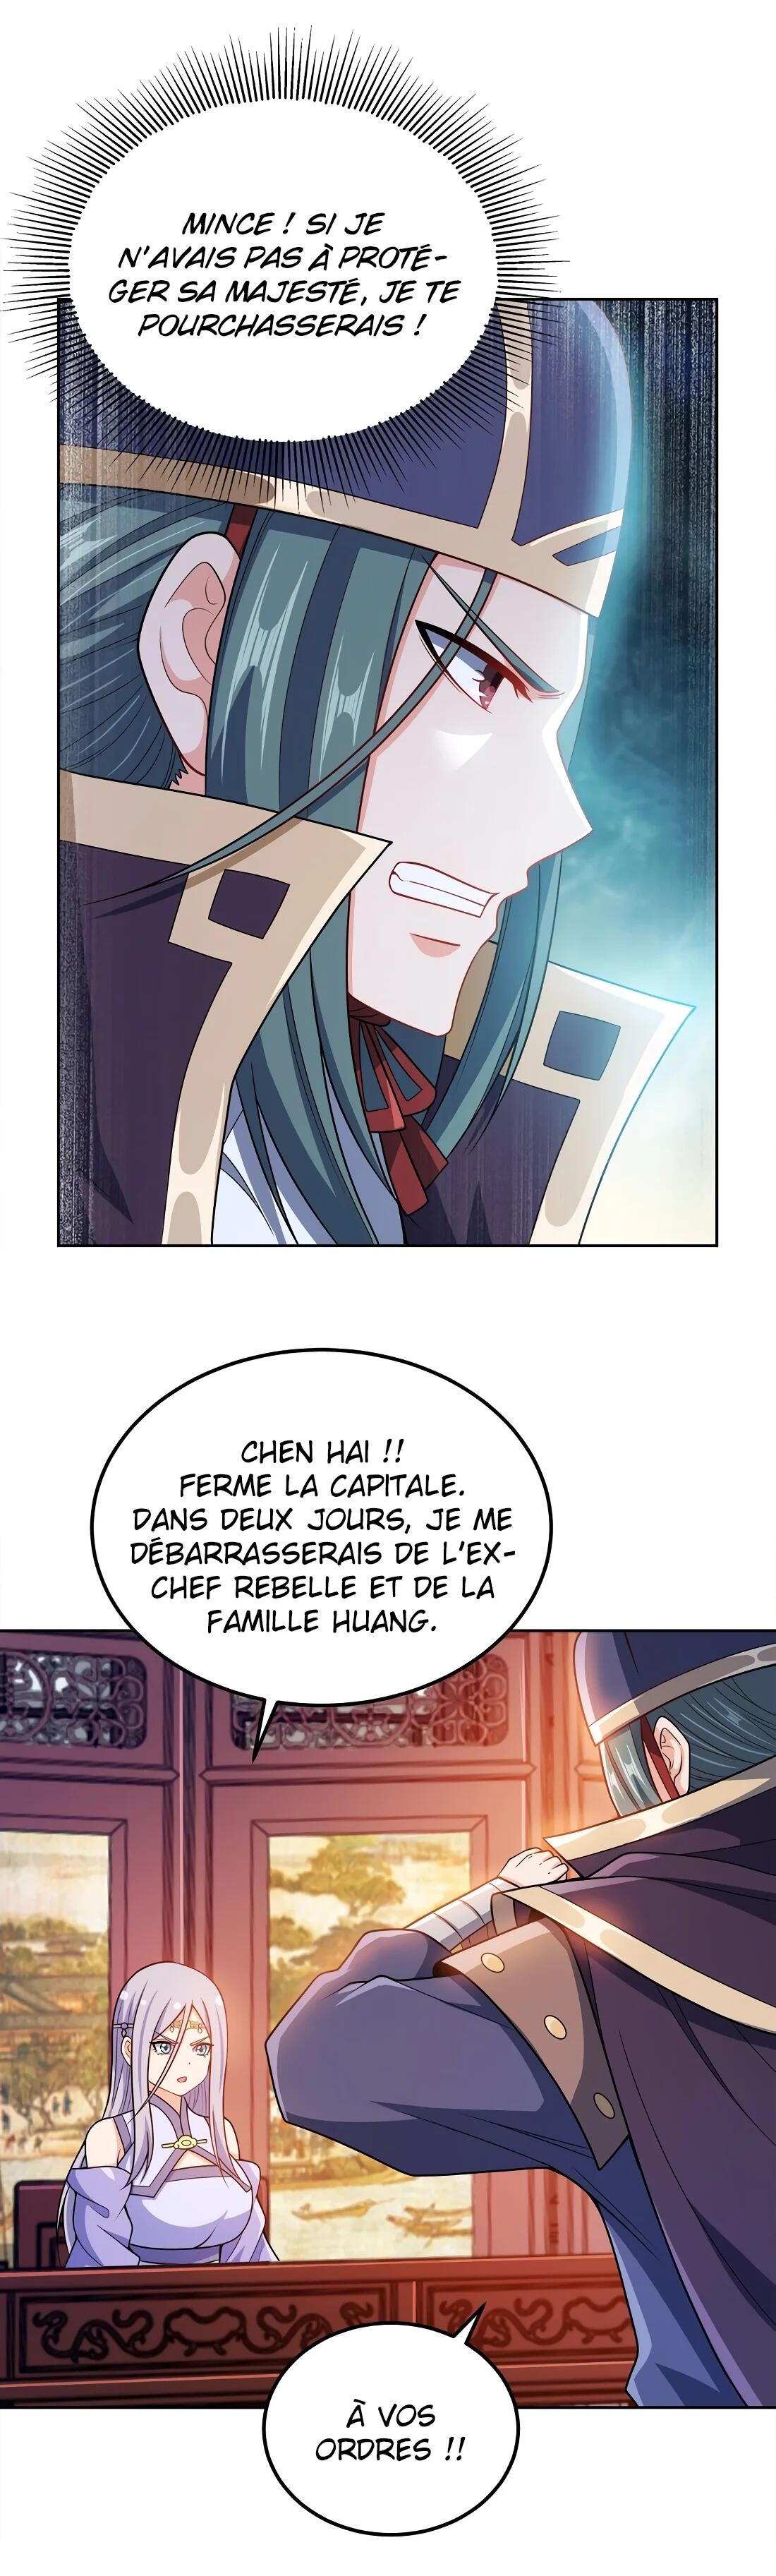 MINCE ! SI JE
N'AVAIS PAS À PROTÉ-
GER SA MAJESTÉ, JE TE
POURCHASSERAIS !
CHEN HAI !!
FERME LA CAPITALE.
DANS DEUX JOURS, JE ME
DÉBARRASSERAIS DE L'EX-
CHEF REBELLE ET DE LA
FAMILLE HUANG.
À VOS
ORDRES !!